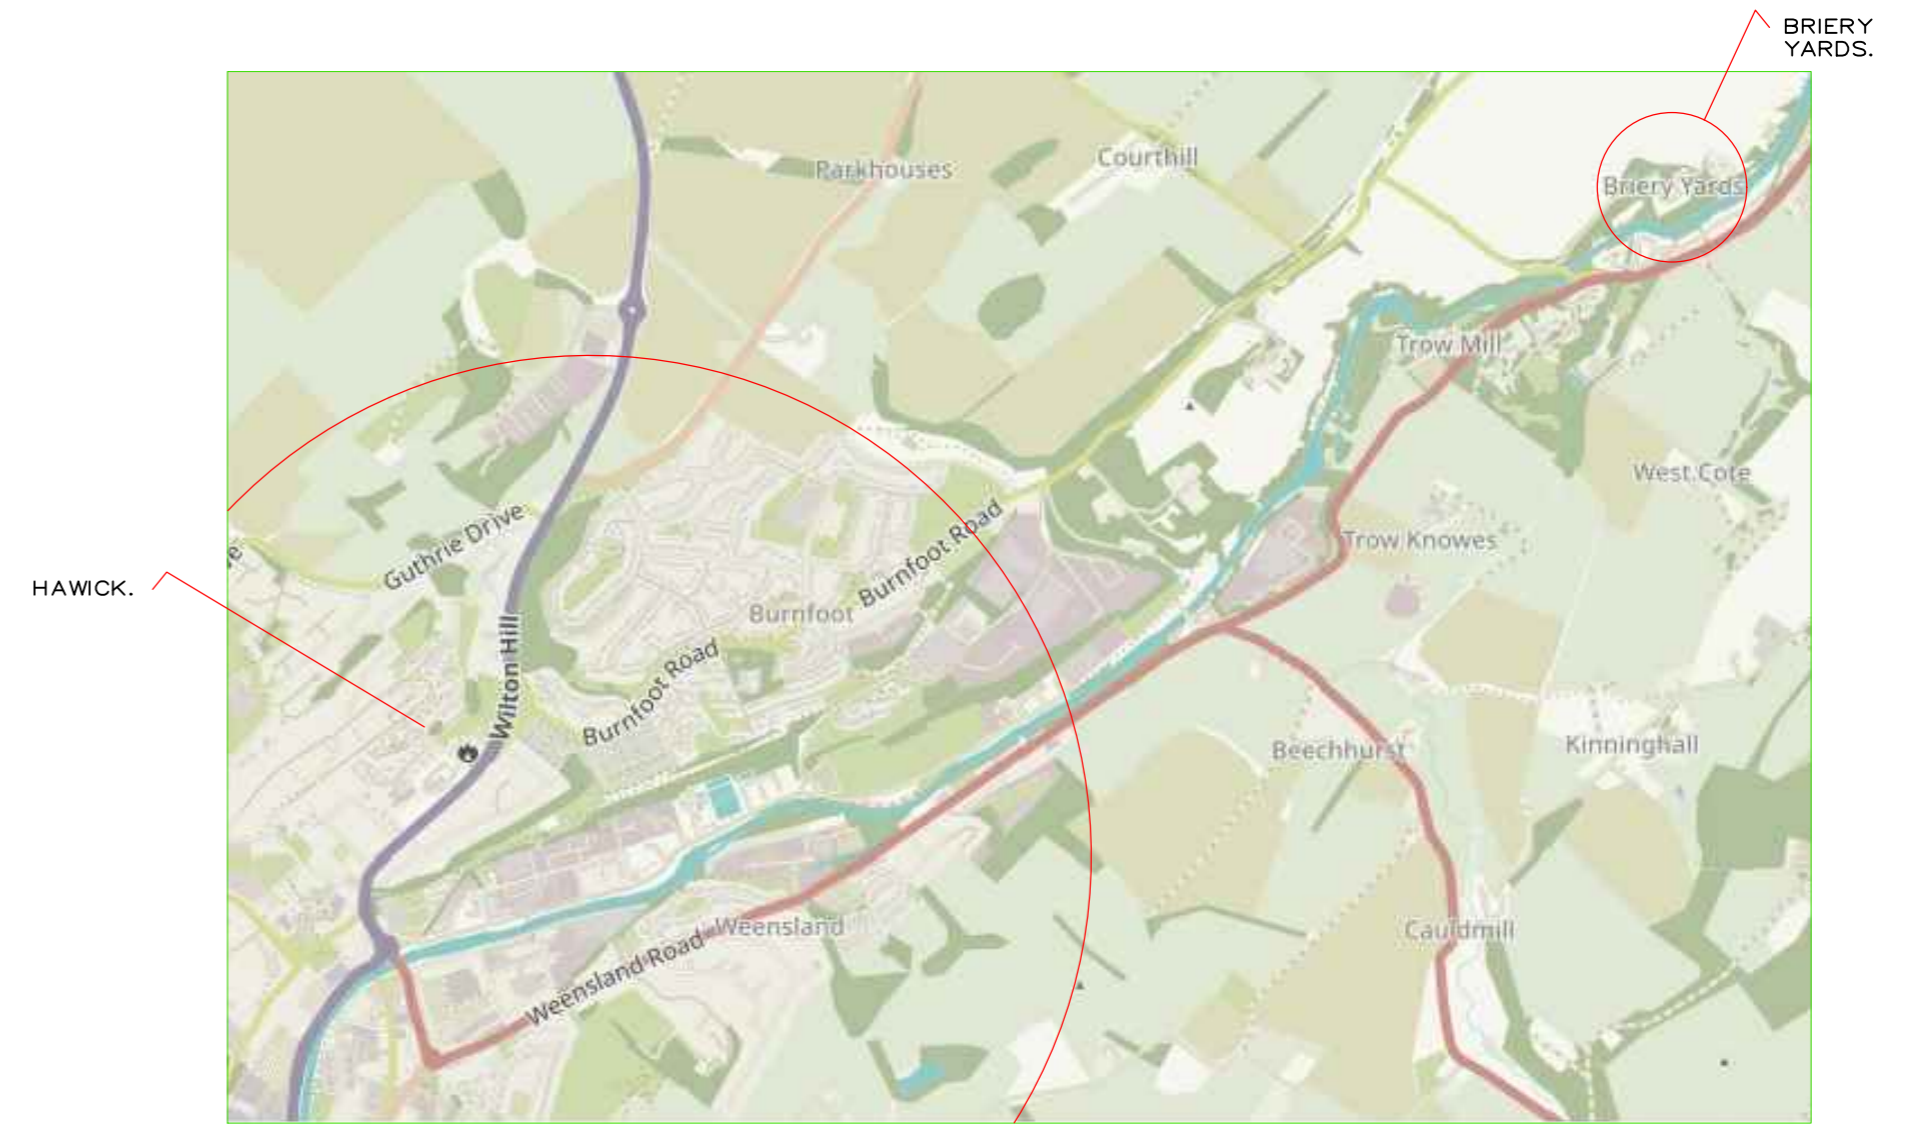 BRIERY
YARDS.
Courthill
Parkhouses
Briery Yards
Trow Mill
West Cote
Guthrie Drive
Burnfoot Road
Trow Knowes
HAWICK.
Burnfoot
Wilton Hill
Burnfoot Road
Beechhurst
Kinninghall
Weensland
Cauldmill
Weensland Road